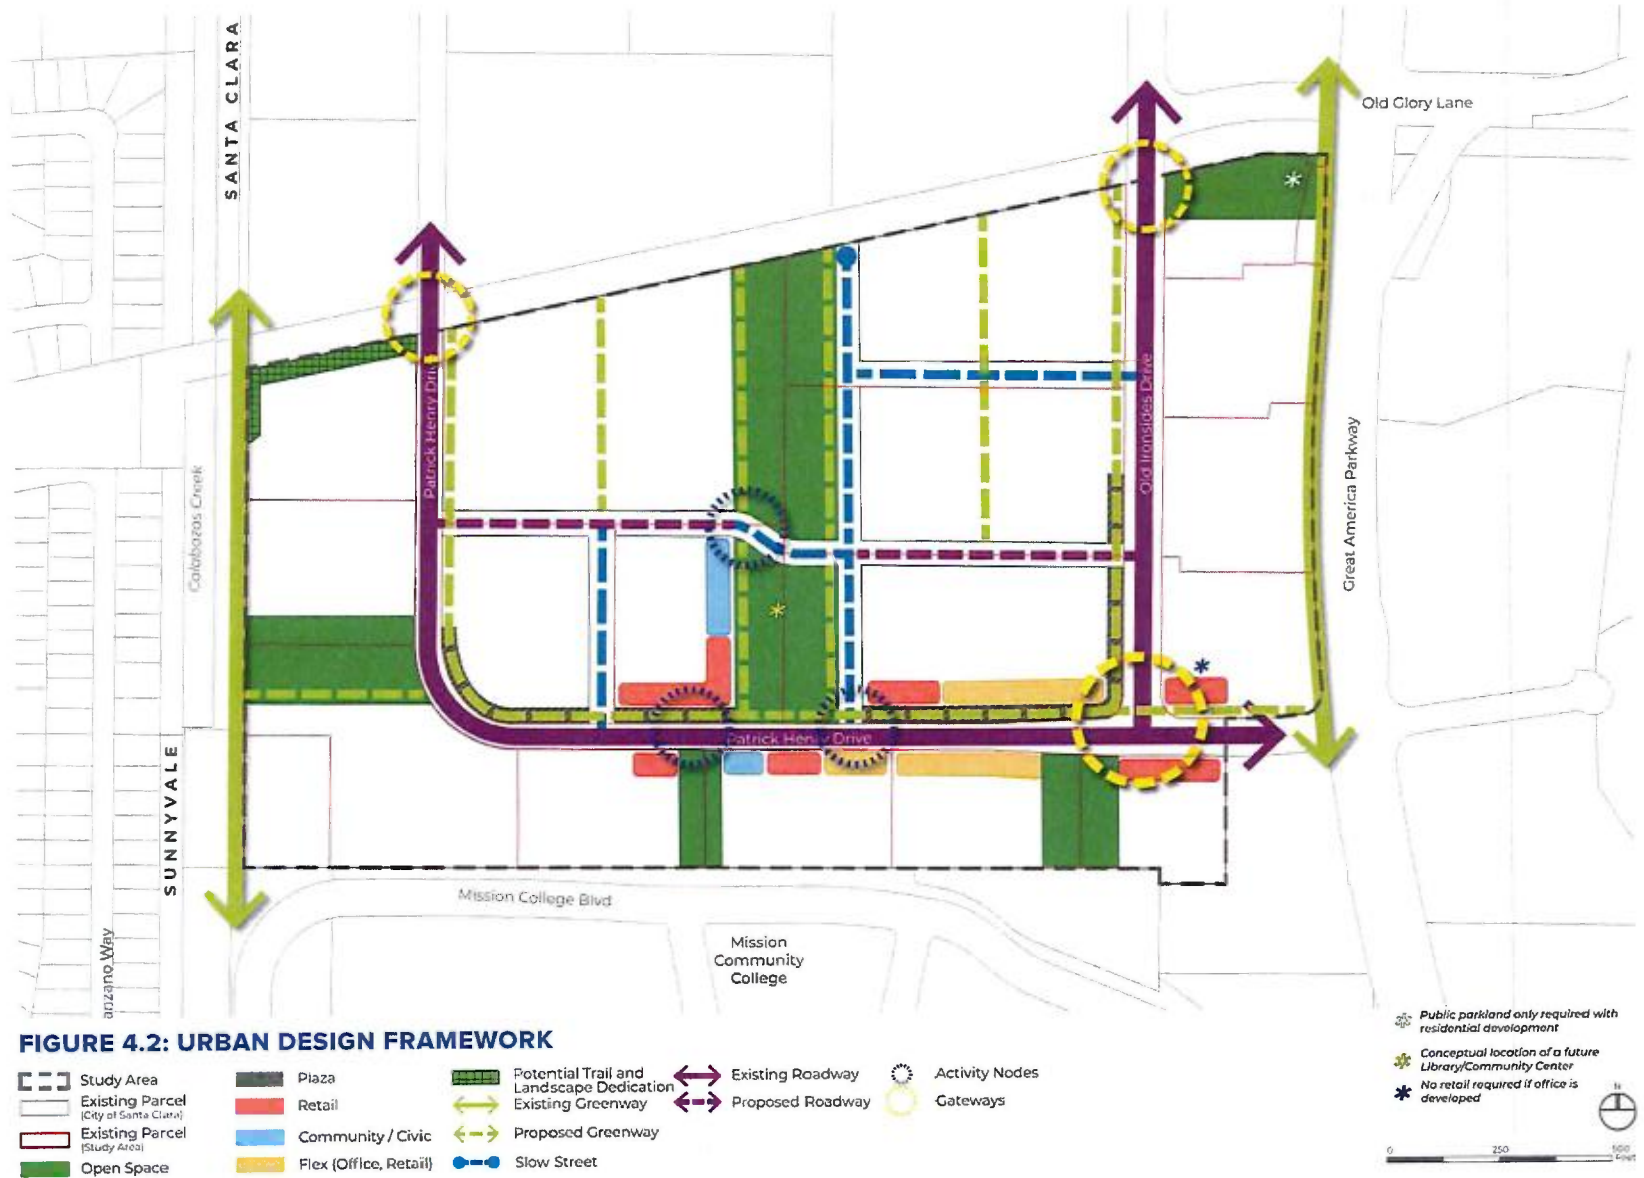 SANTA CLARA
Old Glory Lane
Patrick Henry Drive
Old Ironsides Drive
Great America Parkway
Calabazas Creek
SUNNYVALE
Patrick Henry Drive
Mission College Blvd
Mission
Community
College
anzano Way
FIGURE 4.2: URBAN DESIGN FRAMEWORK
Study Area
Existing Parcel
(City of Santa Clara)
Existing Parcel
(Study Area)
Open Space
Plaza
Retail
Community / Civic
Flex (Office, Retail)
Potential Trail and
Landscape Dedication
Existing Greenway
Proposed Greenway
Slow Street
Existing Roadway
Proposed Roadway
Activity Nodes
Gateways
Public parkland only required with
residential development
Conceptual location of a future
Library/Community Center
No retail required if office is
developed
N
0 250 500
Feet